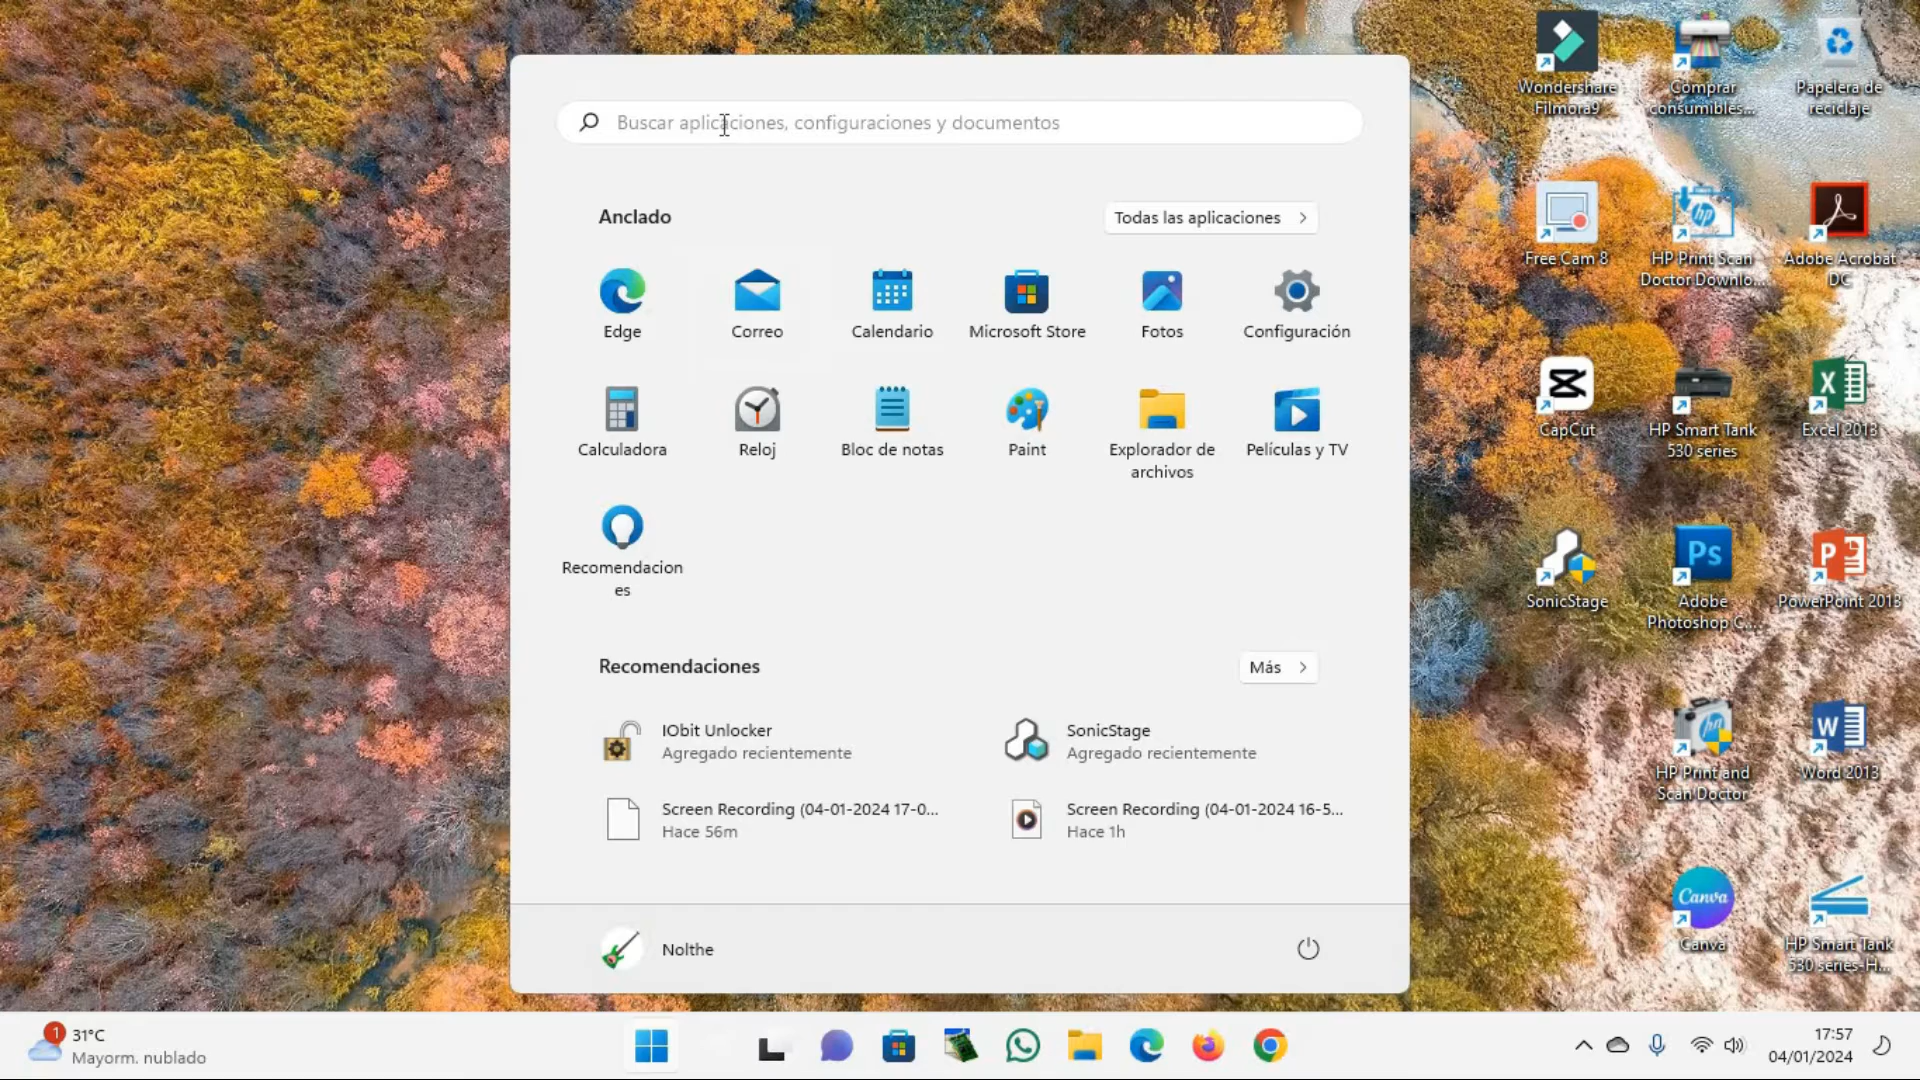 Buscar aplicaciones, configuraciones y documentos
Anclado
Todas las aplicaciones
Edge
Correo
Calendario
Microsoft Store
Fotos
Configuración
Calculadora
Reloj
Bloc de notas
Paint
Explorador de
archivos
Películas y TV
Recomendacion
es
Recomendaciones
Más
IObit Unlocker
Agregado recientemente
SonicStage
Agregado recientemente
Screen Recording (04-01-2024 17-0...
Hace 56m
Screen Recording (04-01-2024 16-5...
Hace 1h
Nolthe
Wondershare
Filmora9
Comprar
consumibles...
Papelera de
reciclaje
Free Cam 8
hp
HP Print Scan
Doctor Downlo...
Adobe Acrobat
DC
CapCut
HP Smart Tank
530 series
X
Excel 2013
SonicStage
Ps
Adobe
Photoshop C...
P
PowerPoint 2013
hp
HP Print and
Scan Doctor
W
Word 2013
Canva
Canva
HP Smart Tank
530 series-H...
1
31°C
Mayorm. nublado
17:57
04/01/2024